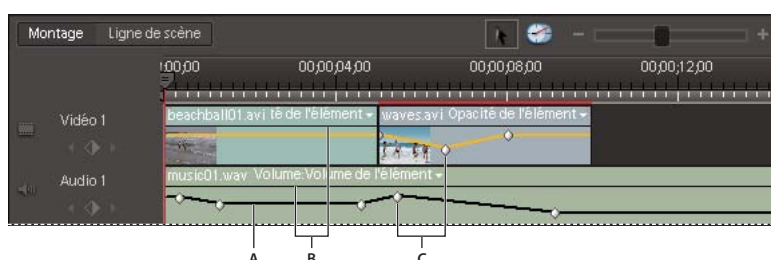 Montage Ligne de scène
:00;00 00;00;04;00 00;00;08;00 00;00;12;00
Vidéo 1
beachball01.avi té de l'élément
waves.avi Opacité de l'élément
Audio 1
music01.wav Volume:Volume de l'élément
A B C